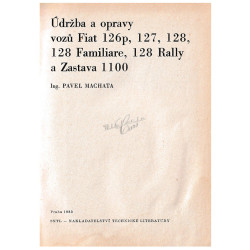 Údržba a opravy
vozů Fiat 126p, 127, 128,
128 Familiare, 128 Rally
a Zastava 1100
Ing. PAVEL MACHATA
Praha
SNTL – NAKLADATELSTVÍ TECHNICKÉ LITERATURY